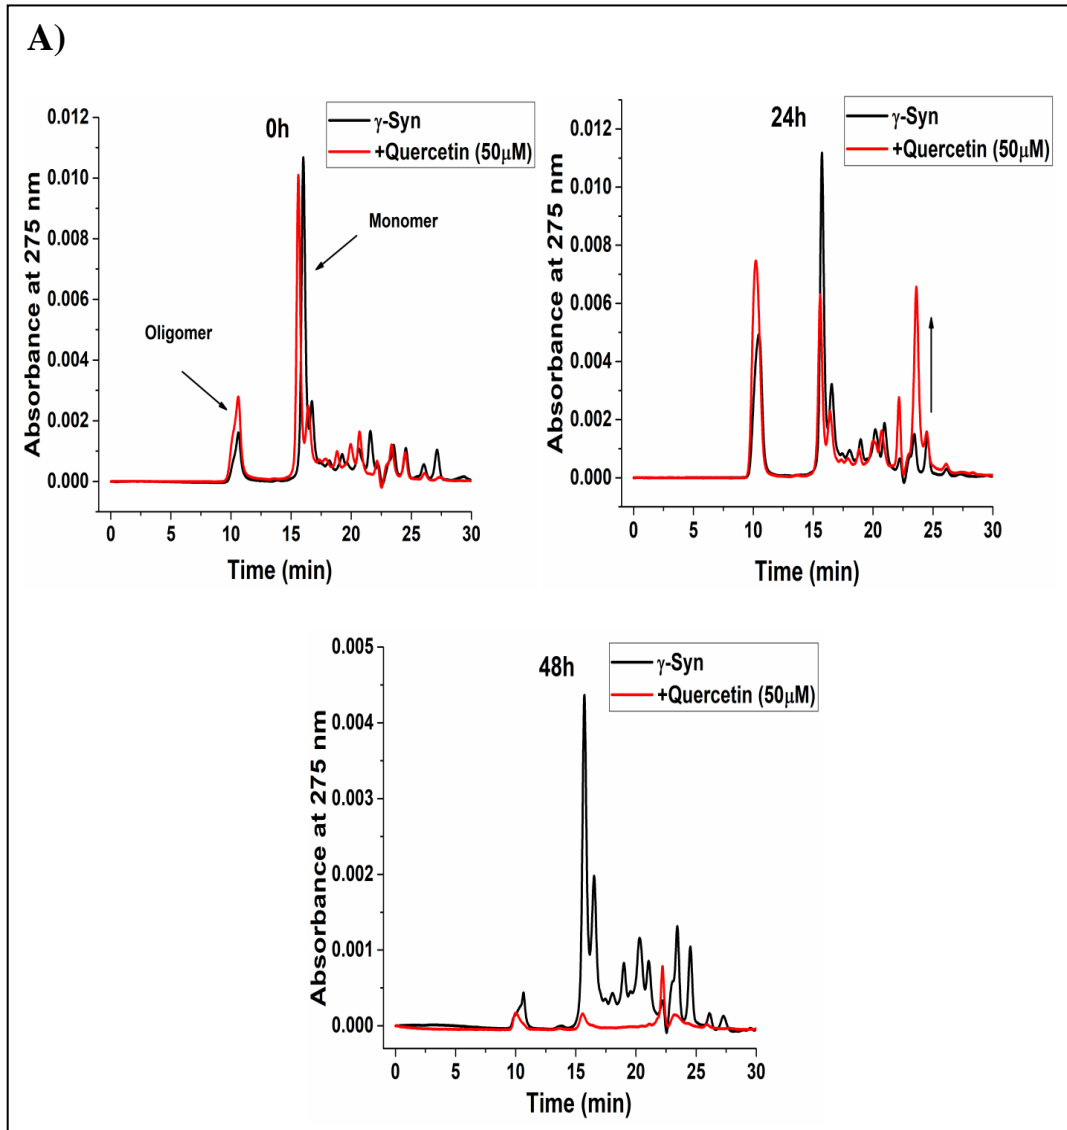 A)
0h
γ-Syn
+Quercetin (50μM)
Monomer
Oligomer
Absorbance at 275 nm
0.012
0.010
0.008
0.006
0.004
0.002
0.000
0 5 10 15 20 25 30
Time (min)
24h
γ-Syn
+Quercetin (50μM)
Absorbance at 275 nm
0.012
0.010
0.008
0.006
0.004
0.002
0.000
0 5 10 15 20 25 30
Time (min)
48h
γ-Syn
+Quercetin (50μM)
Absorbance at 275 nm
0.005
0.004
0.003
0.002
0.001
0.000
0 5 10 15 20 25 30
Time (min)